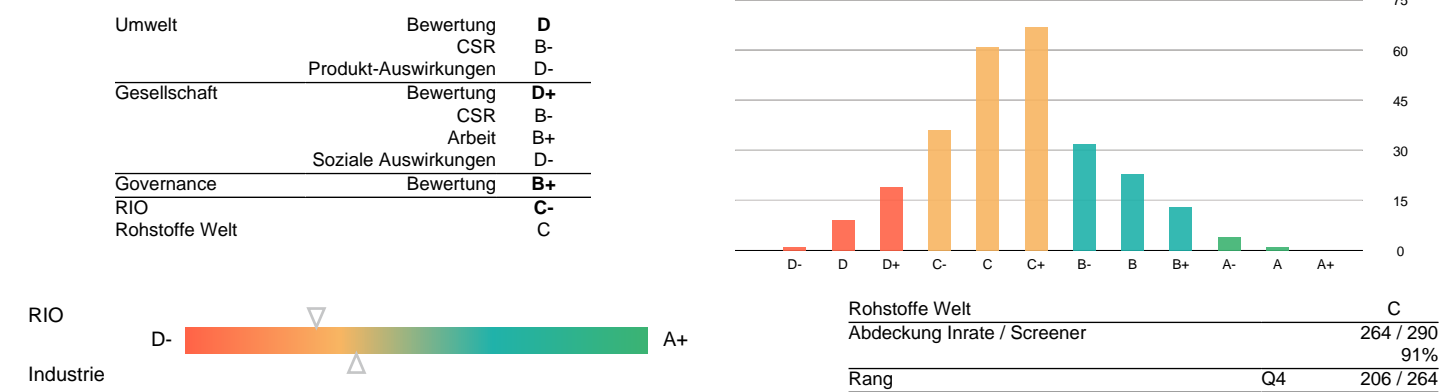 Umwelt Bewertung D
CSR B-
Produkt-Auswirkungen D-
Gesellschaft Bewertung D+
CSR B-
Arbeit B+
Soziale Auswirkungen D-
Governance Bewertung B+
RIO C-
Rohstoffe Welt C
75
60
45
30
15
0
D- D D+ C- C C+ B- B B+ A- A A+
RIO
D- A+
Industrie
Rohstoffe Welt C
Abdeckung Inrate / Screener 264 / 290
91%
Rang Q4 206 / 264